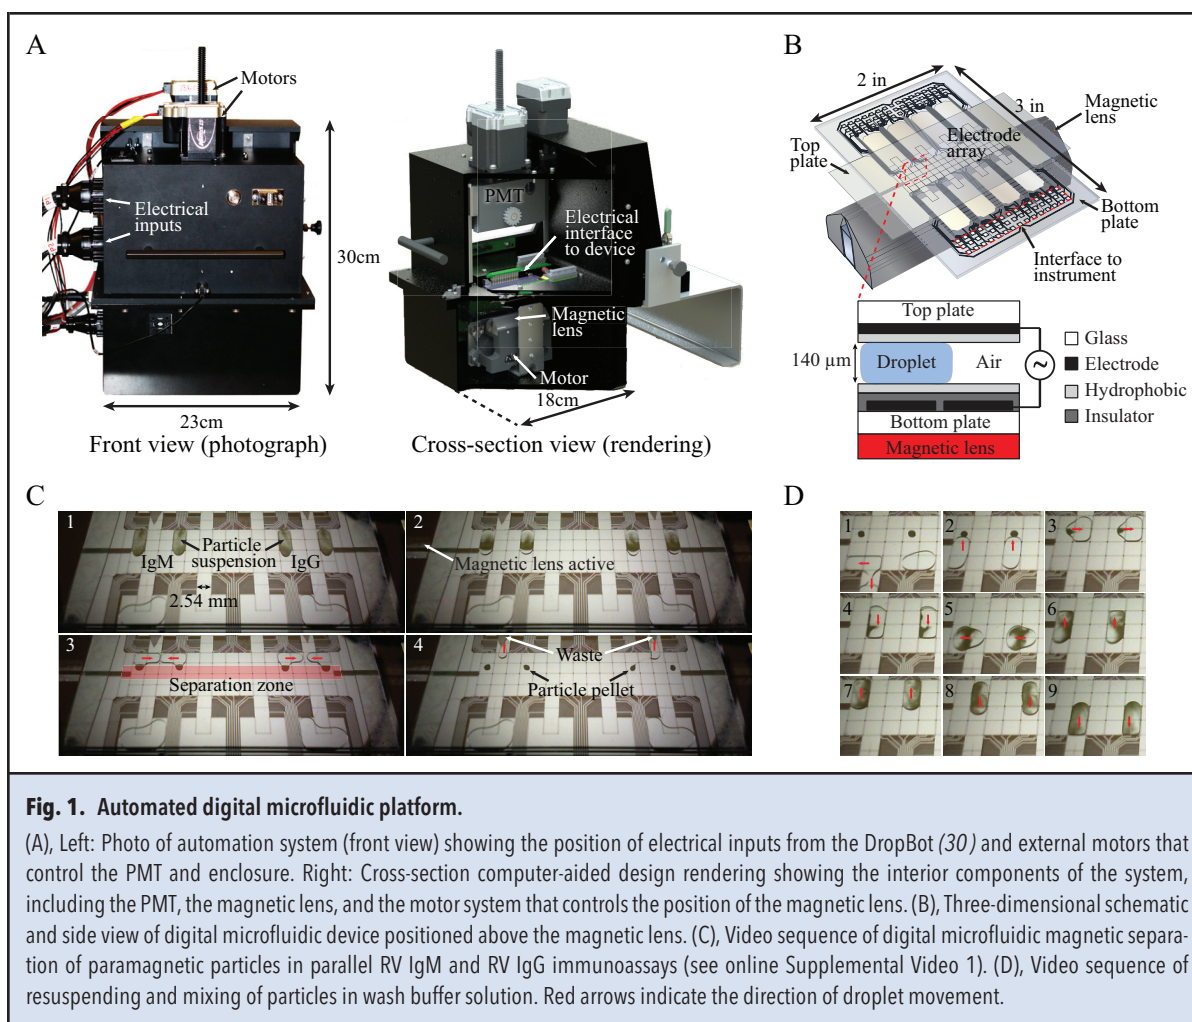 A
Motors
Electrical
inputs
30cm
23cm
Front view (photograph)
PMT
Electrical
interface
to device
Magnetic
lens
Motor
18cm
Cross-section view (rendering)
B
2 in
3 in
Magnetic
lens
Top
plate
Electrode
array
Bottom
plate
Interface to
instrument
Top plate
140 µm
Droplet
Air
~
Bottom plate
Magnetic lens
Glass
Electrode
Hydrophobic
Insulator
C
1
IgM
Particle
suspension
IgG
2.54 mm
2
Magnetic lens active
3
Separation zone
4
Waste
Particle pellet
D
1
2
3
4
5
6
7
8
9
Fig. 1. Automated digital microfluidic platform.
(A), Left: Photo of automation system (front view) showing the position of electrical inputs from the DropBot (30) and external motors that
control the PMT and enclosure. Right: Cross-section computer-aided design rendering showing the interior components of the system,
including the PMT, the magnetic lens, and the motor system that controls the position of the magnetic lens. (B), Three-dimensional schematic
and side view of digital microfluidic device positioned above the magnetic lens. (C), Video sequence of digital microfluidic magnetic separa-
tion of paramagnetic particles in parallel RV IgM and RV IgG immunoassays (see online Supplemental Video 1). (D), Video sequence of
resuspending and mixing of particles in wash buffer solution. Red arrows indicate the direction of droplet movement.